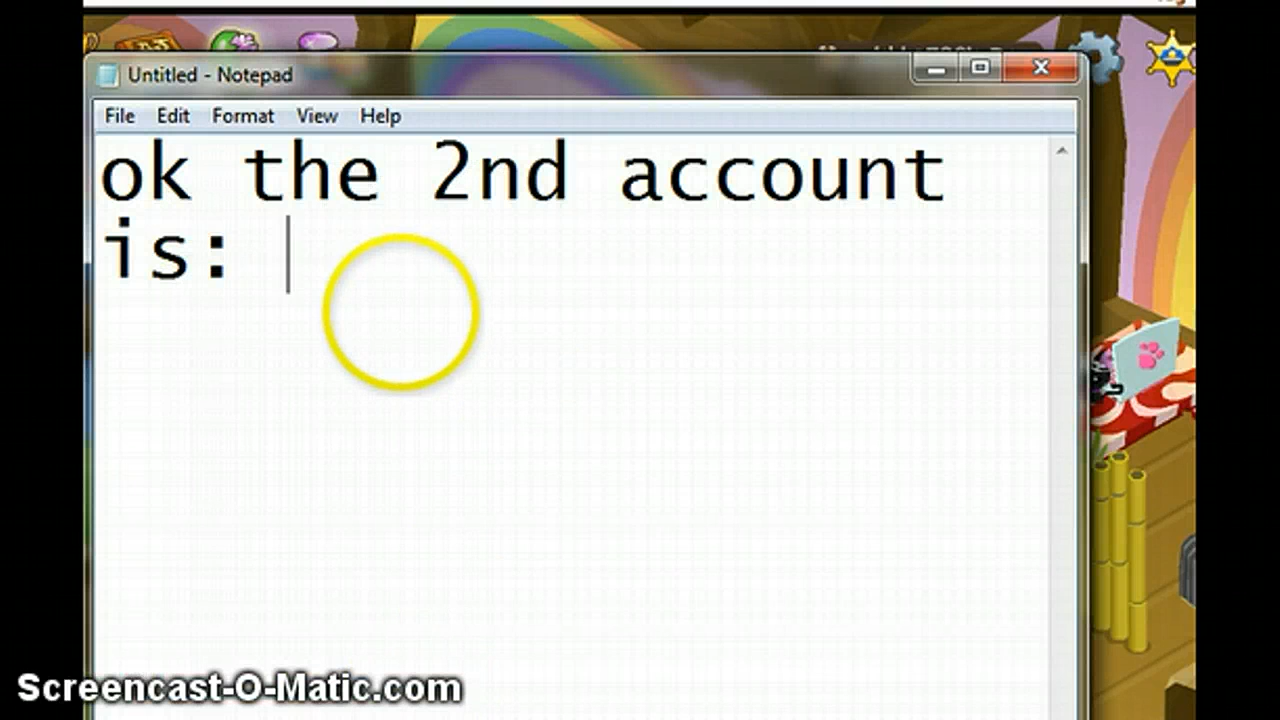 Untitled - Notepad
File Edit Format View Help
ok the 2nd account
is:
Screencast-O-Matic.com